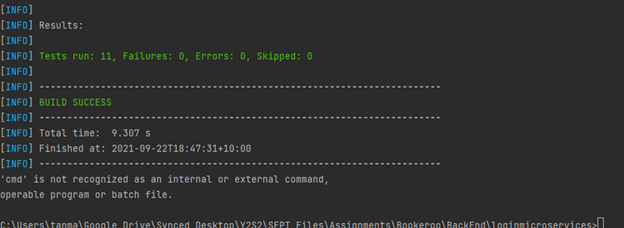 [INFO]
[INFO] Results:
[INFO]
[INFO] Tests run: 11, Failures: 0, Errors: 0, Skipped: 0
[INFO]
[INFO] ------------------------------------------------------------------------
[INFO] BUILD SUCCESS
[INFO] ------------------------------------------------------------------------
[INFO] Total time:  9.307 s
[INFO] Finished at: 2021-09-22T18:47:31+10:00
[INFO] ------------------------------------------------------------------------
'cmd' is not recognized as an internal or external command,
operable program or batch file.
C:\Users\tanma\Google Drive\Synced Desktop\Y2S2\SEPT Files\Assignments\Bookeroo\BackEnd\loginmicroservices>